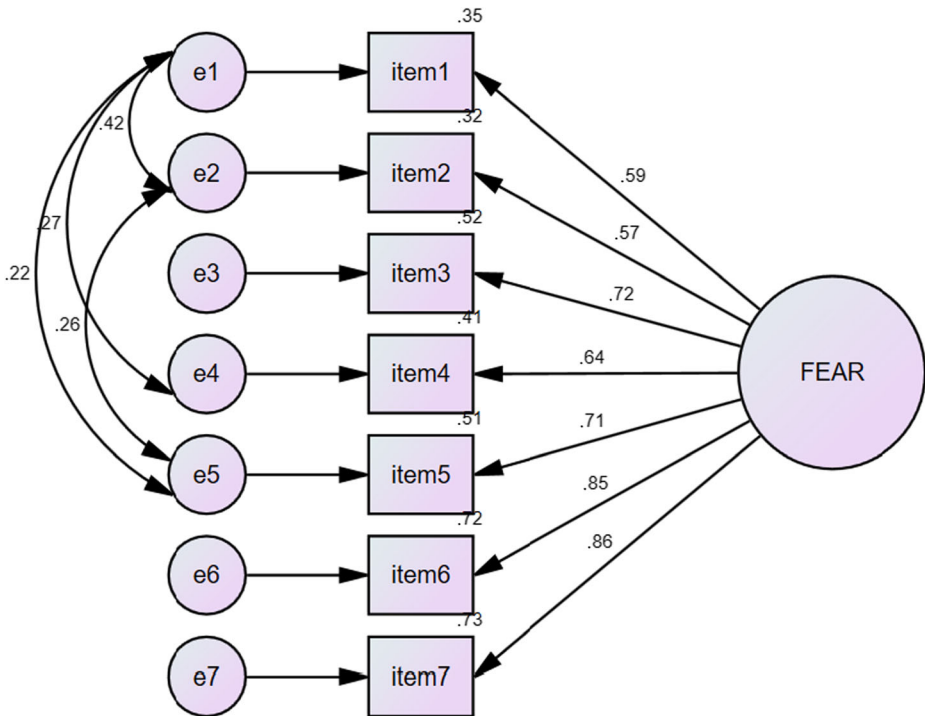 .35
e1
item1
.32
.42
e2
item2
.59
.52
.57
.27
.22
e3
item3
.72
.41
.26
e4
item4
.64
FEAR
.51
.71
e5
item5
.85
.72
.86
e6
item6
.73
e7
item7